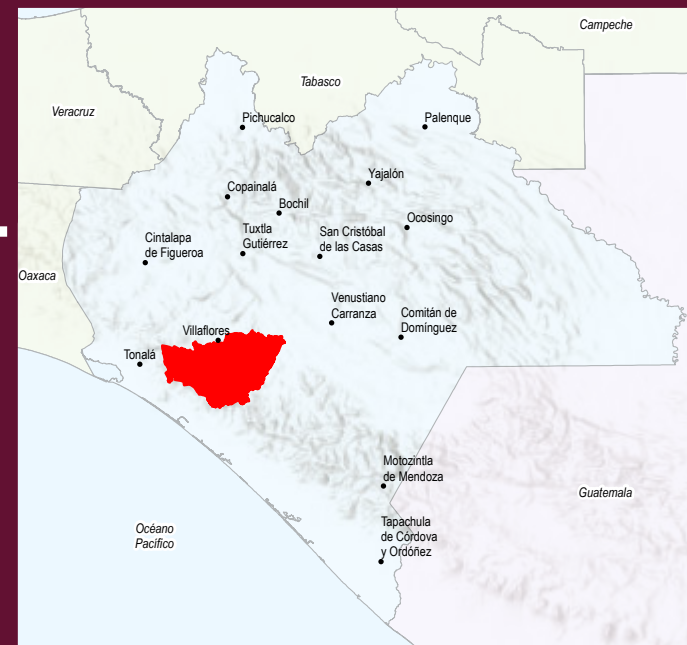 Campeche
Tabasco
Veracruz
Pichucalco
Palenque
Yajalón
Copainalá
Bochil
Ocosingo
Tuxtla
Gutiérrez
San Cristóbal
de las Casas
Cintalapa
de Figueroa
Oaxaca
Venustiano
Carranza
Comitán de
Domínguez
Villaflores
Tonalá
Motozintla
de Mendoza
Guatemala
Océano
Pacífico
Tapachula
de Córdova
y Ordóñez